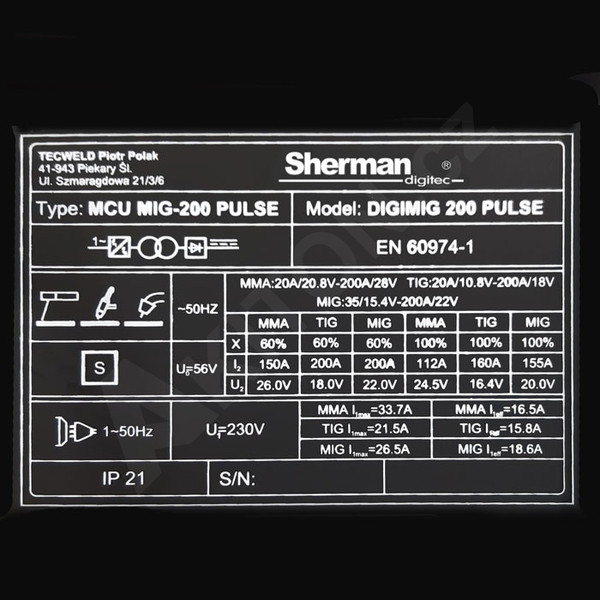 TECWELD Piotr Polak
41-943 Piekary Śl.
Ul. Szmaragdowa 21/3/6
Sherman ®
digitec
Type: MCU MIG-200 PULSE
Model: DIGIMIG 200 PULSE
1~
EN 60974-1
~50HZ
MMA:20A/20.8V-200A/28V TIG:20A/10.8V-200A/18V
MIG:35/15.4V-200A/22V
MMA TIG MIG MMA TIG MIG
X 60% 60% 60% 100% 100% 100%
S
U₀=56V
I₂ 150A 200A 200A 112A 160A 155A
U₂ 26.0V 18.0V 22.0V 24.5V 16.4V 20.0V
1~50Hz
U₁=230V
MMA I1max=33.7A MMA I1eff=16.5A
TIG I1max=21.5A TIG I1eff=15.8A
MIG I1max=26.5A MIG I1eff=18.6A
IP 21
S/N: